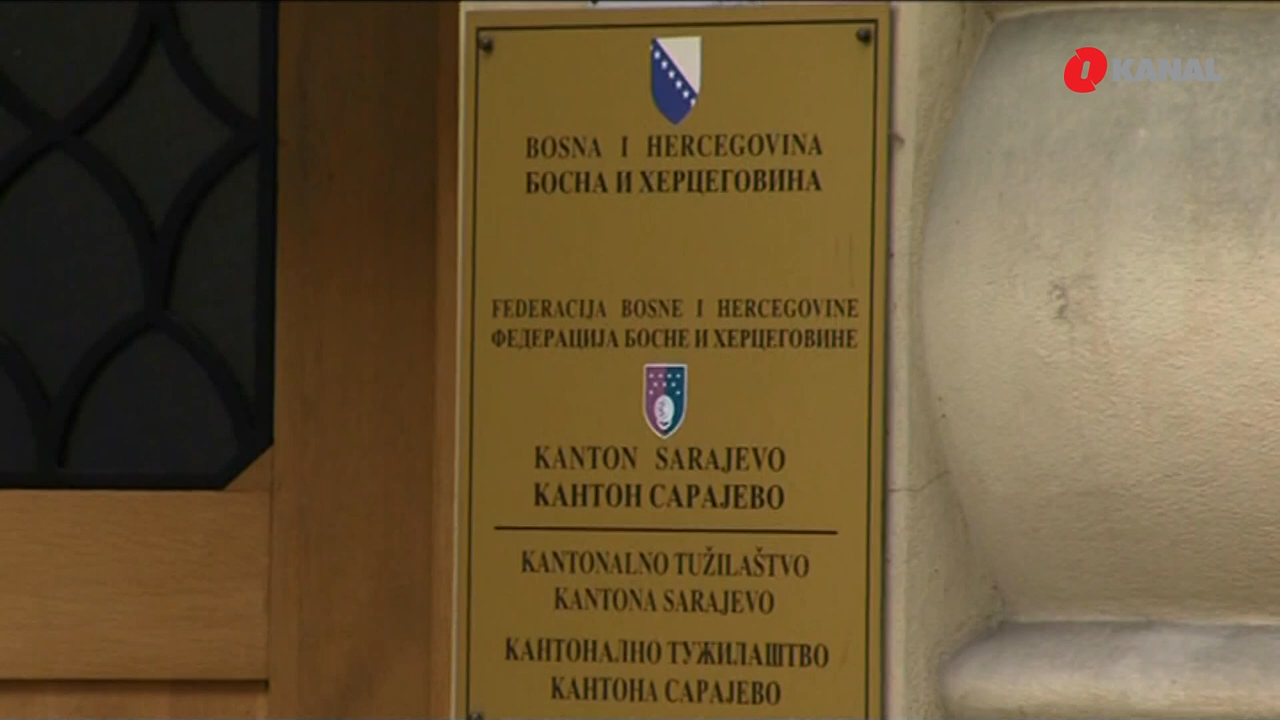 O KANAL
BOSNA I HERCEGOVINA
БОСНА И ХЕРЦЕГОВИНА
FEDERACIJA BOSNE I HERCEGOVINE
ФЕДЕРАЦИЈА БОСНЕ И ХЕРЦЕГОВИНЕ
KANTON SARAJEVO
КАНТОН САРАЈЕВО
KANTONALNO TUŽILAŠTVO
KANTONA SARAJEVO
КАНТОНАЛНО ТУЖИЛАШТВО
КАНТОНА САРАЈЕВО